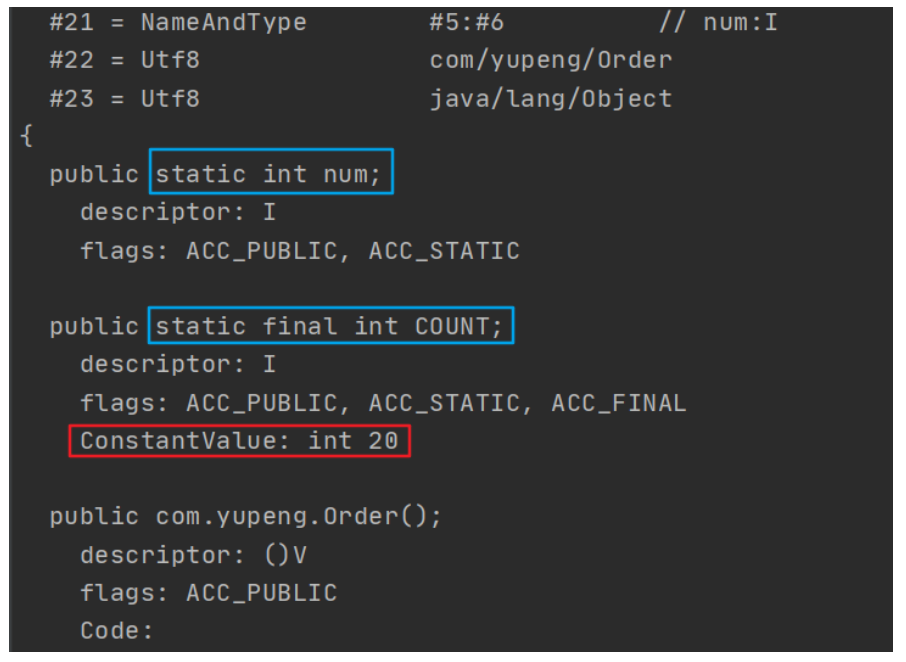 #21 = NameAndType #5:#6 // num:I
#22 = Utf8 com/yupeng/Order
#23 = Utf8 java/lang/Object
{
public static int num;
descriptor: I
flags: ACC_PUBLIC, ACC_STATIC
public static final int COUNT;
descriptor: I
flags: ACC_PUBLIC, ACC_STATIC, ACC_FINAL
ConstantValue: int 20
public com.yupeng.Order();
descriptor: ()V
flags: ACC_PUBLIC
Code: